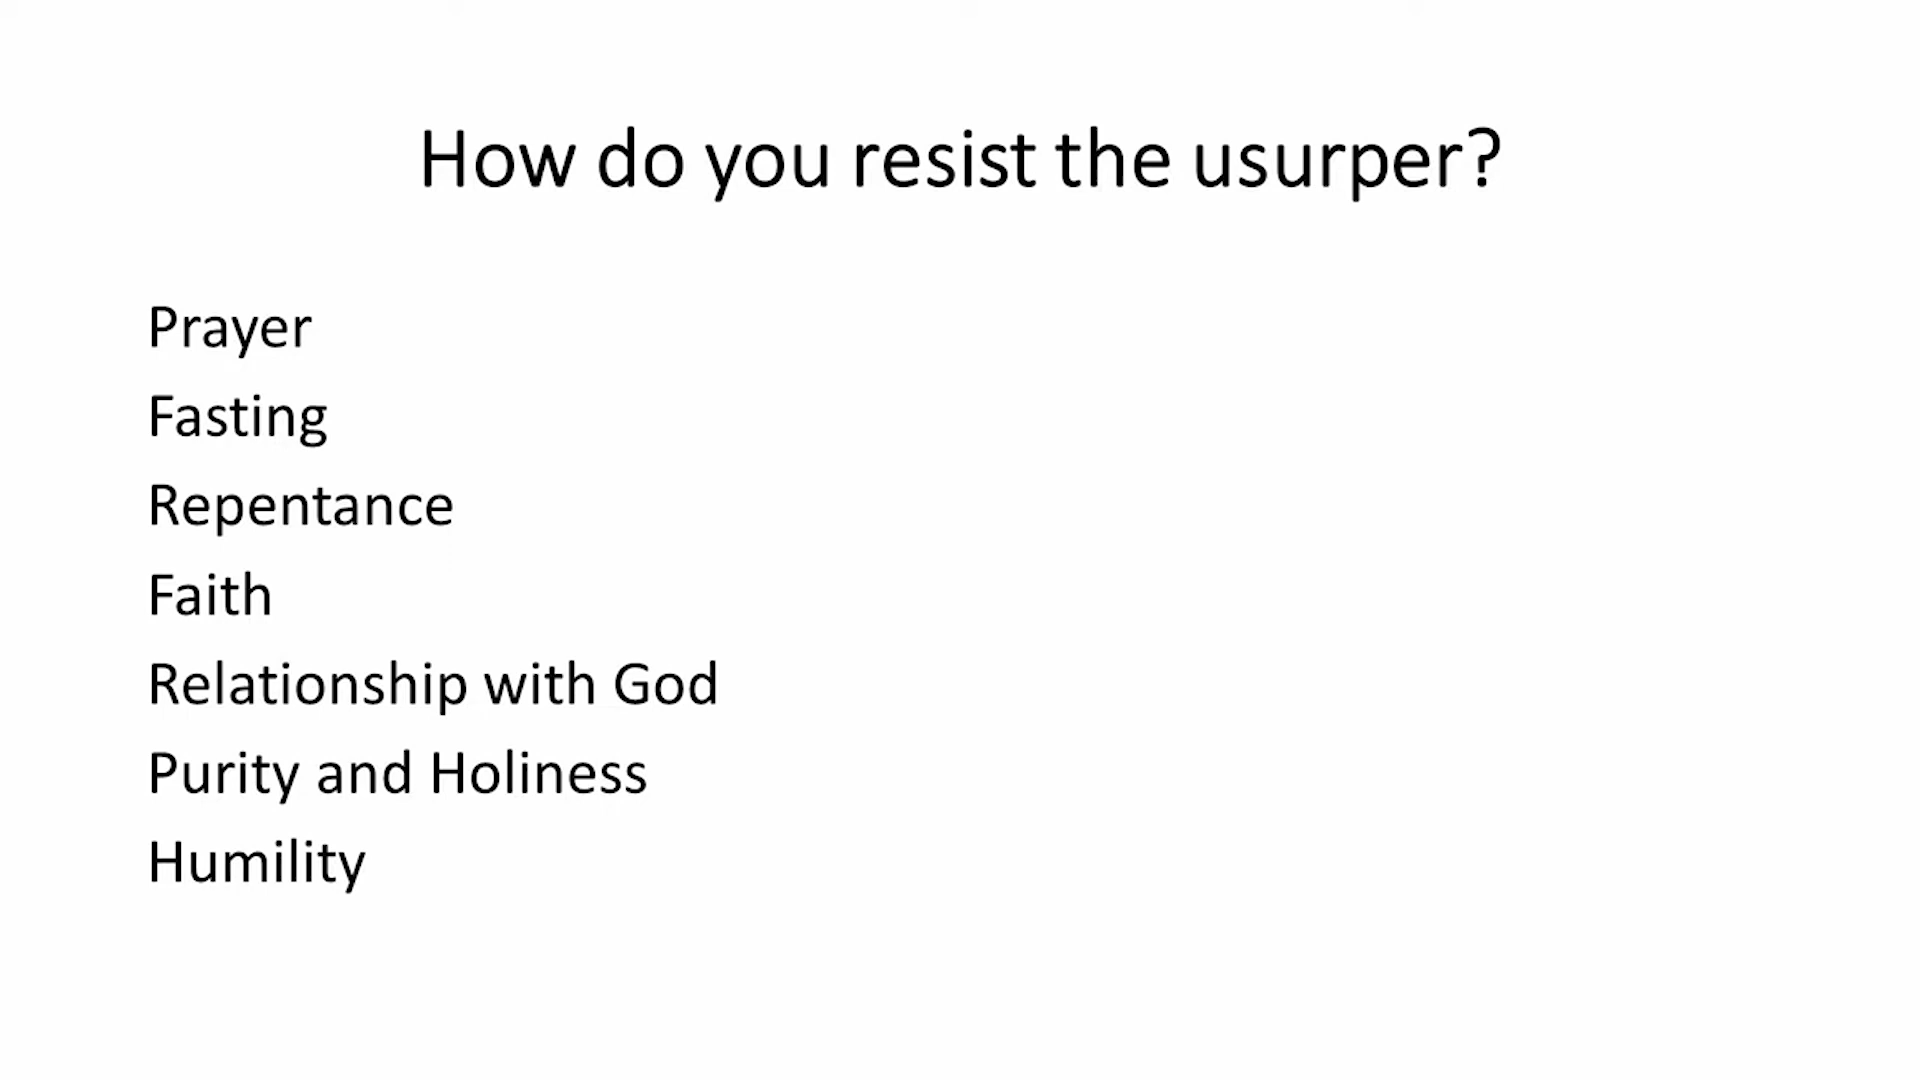 How do you resist the usurper?
Prayer
Fasting
Repentance
Faith
Relationship with God
Purity and Holiness
Humility